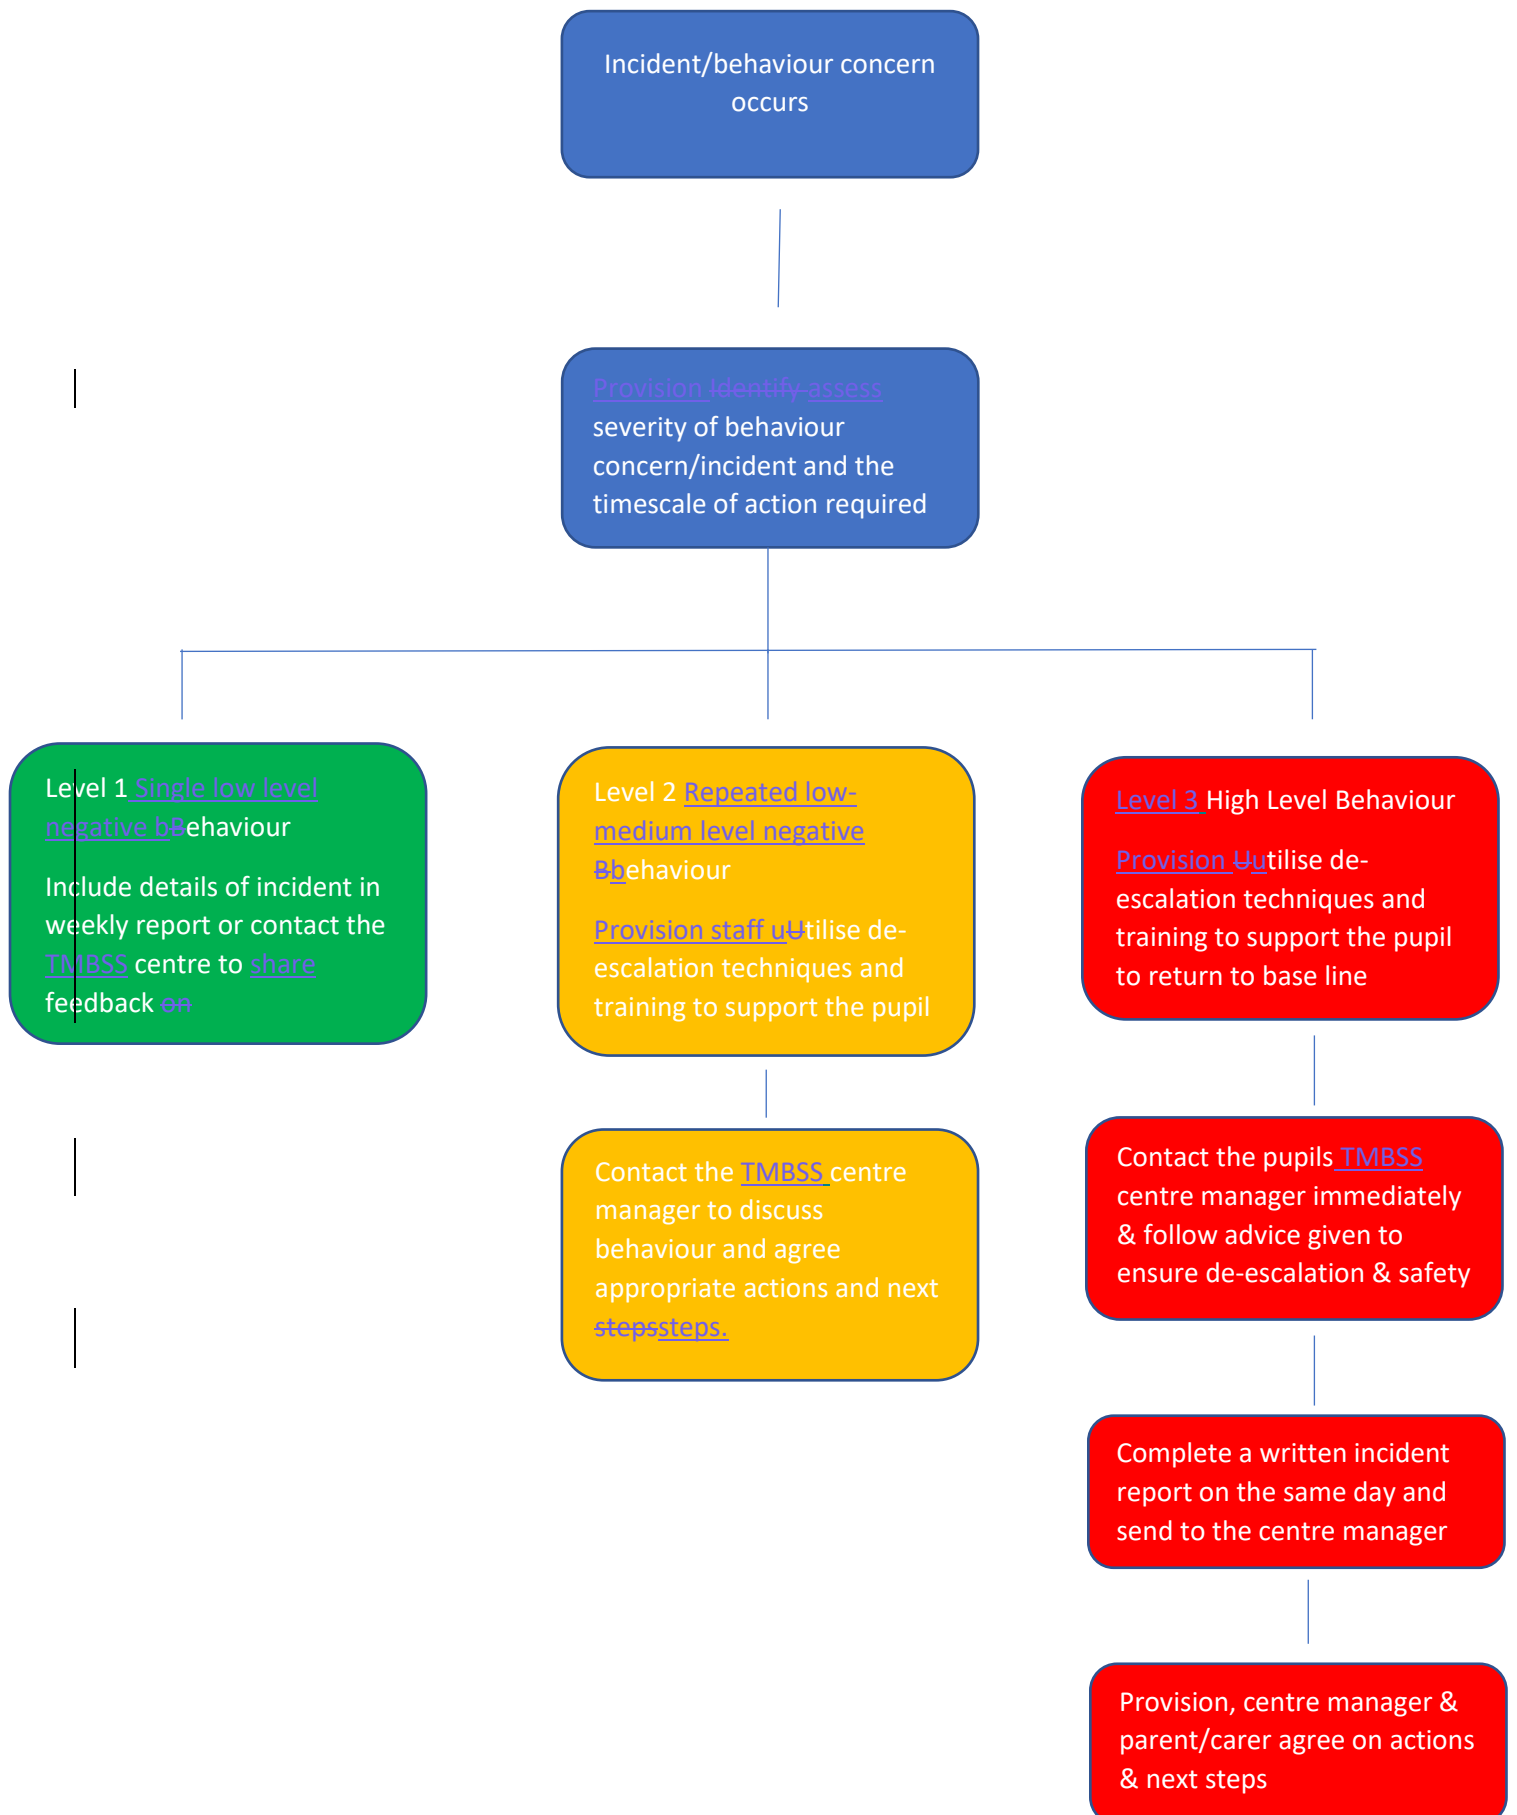 Incident/behaviour concern
occurs
Provision Identify assess
severity of behaviour
concern/incident and the
timescale of action required
Level 1 Single low level
negative bBehaviour
Include details of incident in
weekly report or contact the
TMBSS centre to share
feedback on
Level 2 Repeated low-
medium level negative
Bbehaviour
Provision staff uUtilise de-
escalation techniques and
training to support the pupil
Contact the TMBSS centre
manager to discuss
behaviour and agree
appropriate actions and next
stepssteps.
Level 3 High Level Behaviour
Provision Uutilise de-
escalation techniques and
training to support the pupil
to return to base line
Contact the pupils TMBSS
centre manager immediately
& follow advice given to
ensure de-escalation & safety
Complete a written incident
report on the same day and
send to the centre manager
Provision, centre manager &
parent/carer agree on actions
& next steps